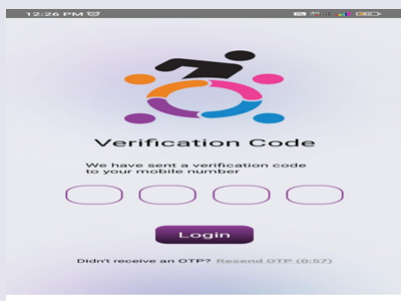 12:26 PM
Verification Code
We have sent a verification code
to your mobile number
Login
Didn't receive an OTP? Resend OTP (0:57)